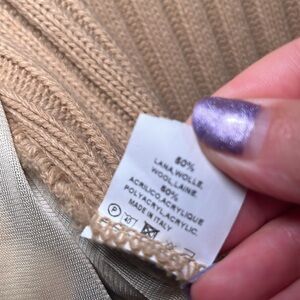 50%
LANA,WOLLE,
WOOL,LAINE.
50%
ACRILICO,ACRYLIQUE
POLYACRYL,ACRYLIC.
MADE IN ITALY
P